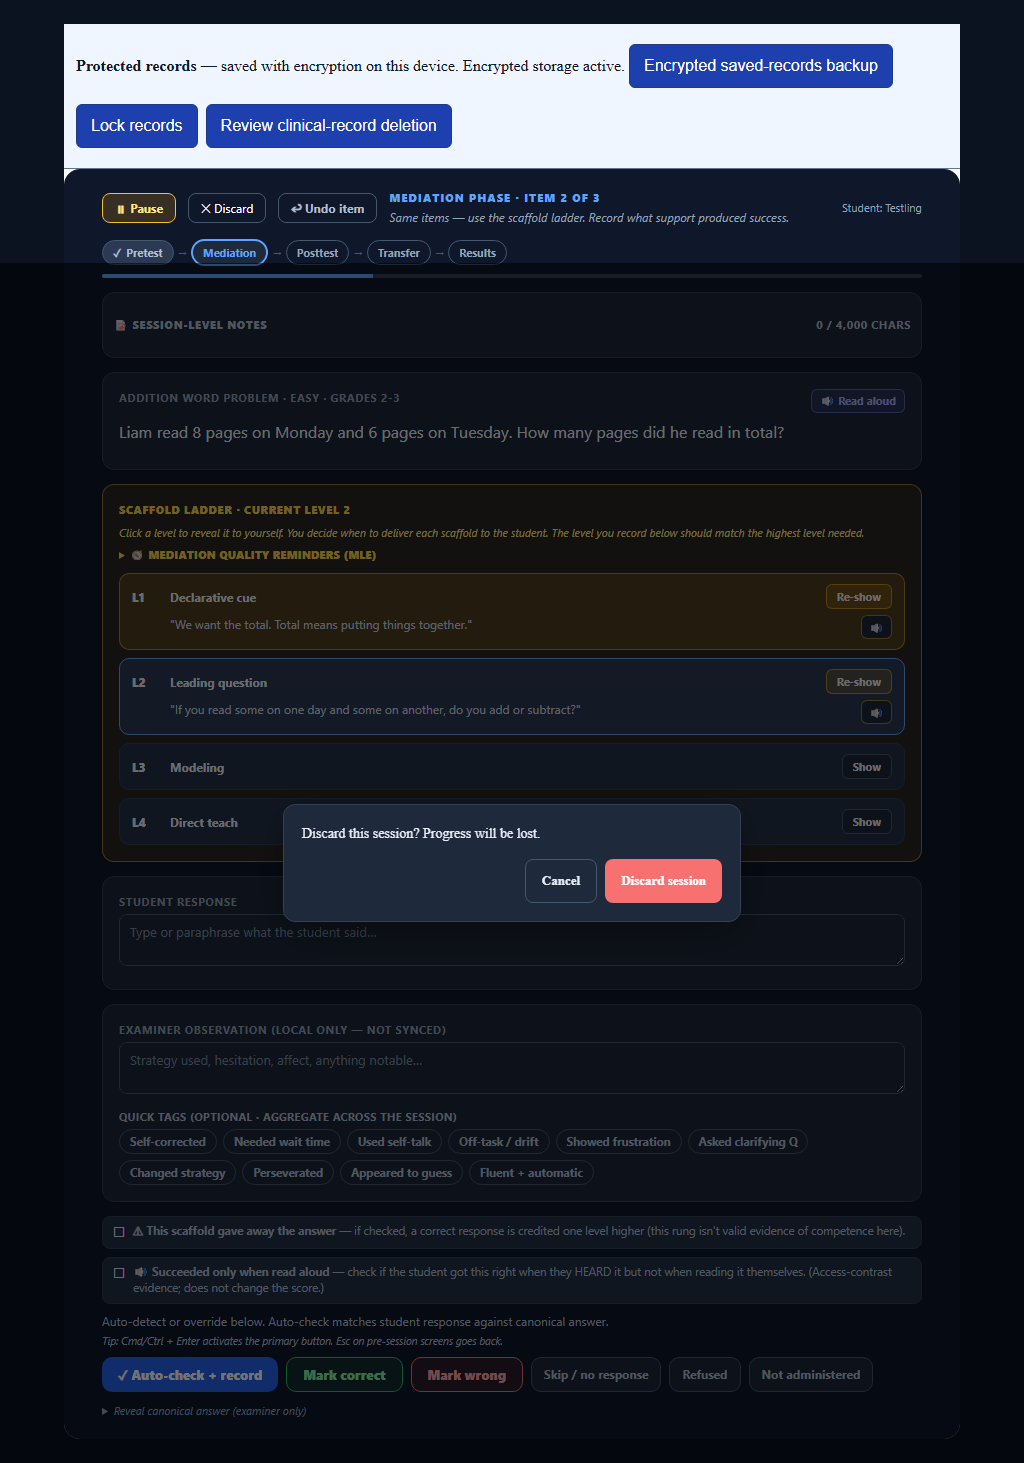 Protected records — saved with encryption on this device. Encrypted storage active. Encrypted saved-records backup
Lock records Review clinical-record deletion
⏸ Pause ✕ Discard ↩ Undo item
MEDIATION PHASE · ITEM 2 OF 3
Same items — use the scaffold ladder. Record what support produced success.
Student: Testling
✓ Pretest → Mediation → Posttest → Transfer → Results
📝 SESSION-LEVEL NOTES 0 / 4,000 CHARS
ADDITION WORD PROBLEM · EASY · GRADES 2-3
🔊 Read aloud
Liam read 8 pages on Monday and 6 pages on Tuesday. How many pages did he read in total?
SCAFFOLD LADDER · CURRENT LEVEL 2
Click a level to reveal it to yourself. You decide when to deliver each scaffold to the student. The level you record below should match the highest level needed.
▶ 🎯 MEDIATION QUALITY REMINDERS (MLE)
L1 Declarative cue Re-show
"We want the total. Total means putting things together." 🔊
L2 Leading question Re-show
"If you read some on one day and some on another, do you add or subtract?" 🔊
L3 Modeling Show
L4 Direct teach Show
Discard this session? Progress will be lost.
Cancel Discard session
STUDENT RESPONSE
Type or paraphrase what the student said...
EXAMINER OBSERVATION (LOCAL ONLY — NOT SYNCED)
Strategy used, hesitation, affect, anything notable...
QUICK TAGS (OPTIONAL · AGGREGATE ACROSS THE SESSION)
Self-corrected Needed wait time Used self-talk Off-task / drift Showed frustration Asked clarifying Q
Changed strategy Perseverated Appeared to guess Fluent + automatic
⚠ This scaffold gave away the answer — if checked, a correct response is credited one level higher (this rung isn't valid evidence of competence here).
🔊 Succeeded only when read aloud — check if the student got this right when they HEARD it but not when reading it themselves. (Access-contrast
evidence; does not change the score.)
Auto-detect or override below. Auto-check matches student response against canonical answer.
Tip: Cmd/Ctrl + Enter activates the primary button. Esc on pre-session screens goes back.
✓ Auto-check + record Mark correct Mark wrong Skip / no response Refused Not administered
▶ Reveal canonical answer (examiner only)